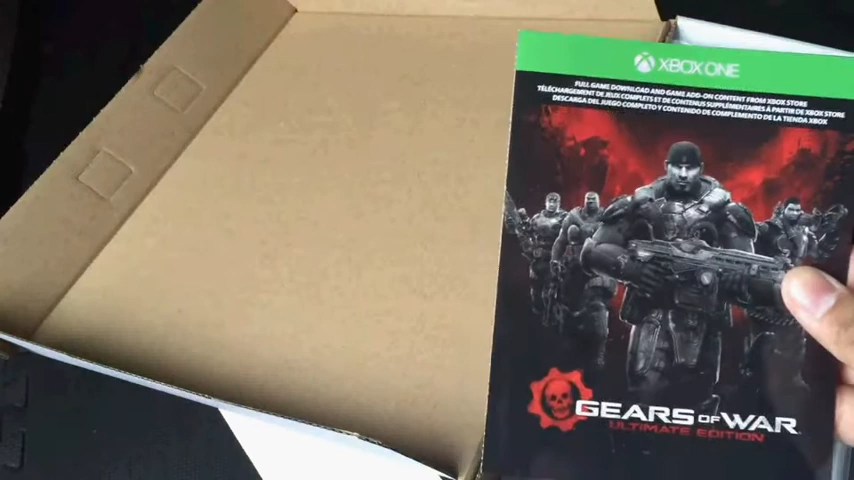 XBOX ONE
FULL GAME DOWNLOAD AND GAME ADD-ON CONTENT FROM XBOX STORE
TÉLÉCHARGEMENT DE JEUX COMPLETS ET CONTENUS SUPPLÉMENTAIRES À PARTIR DE XBOX STORE
DESCARGA DEL JUEGO COMPLETO Y CONTENIDO DEL COMPLEMENTO DE LA TIENDA XBOX
GEARS OF WAR
ULTIMATE EDITION